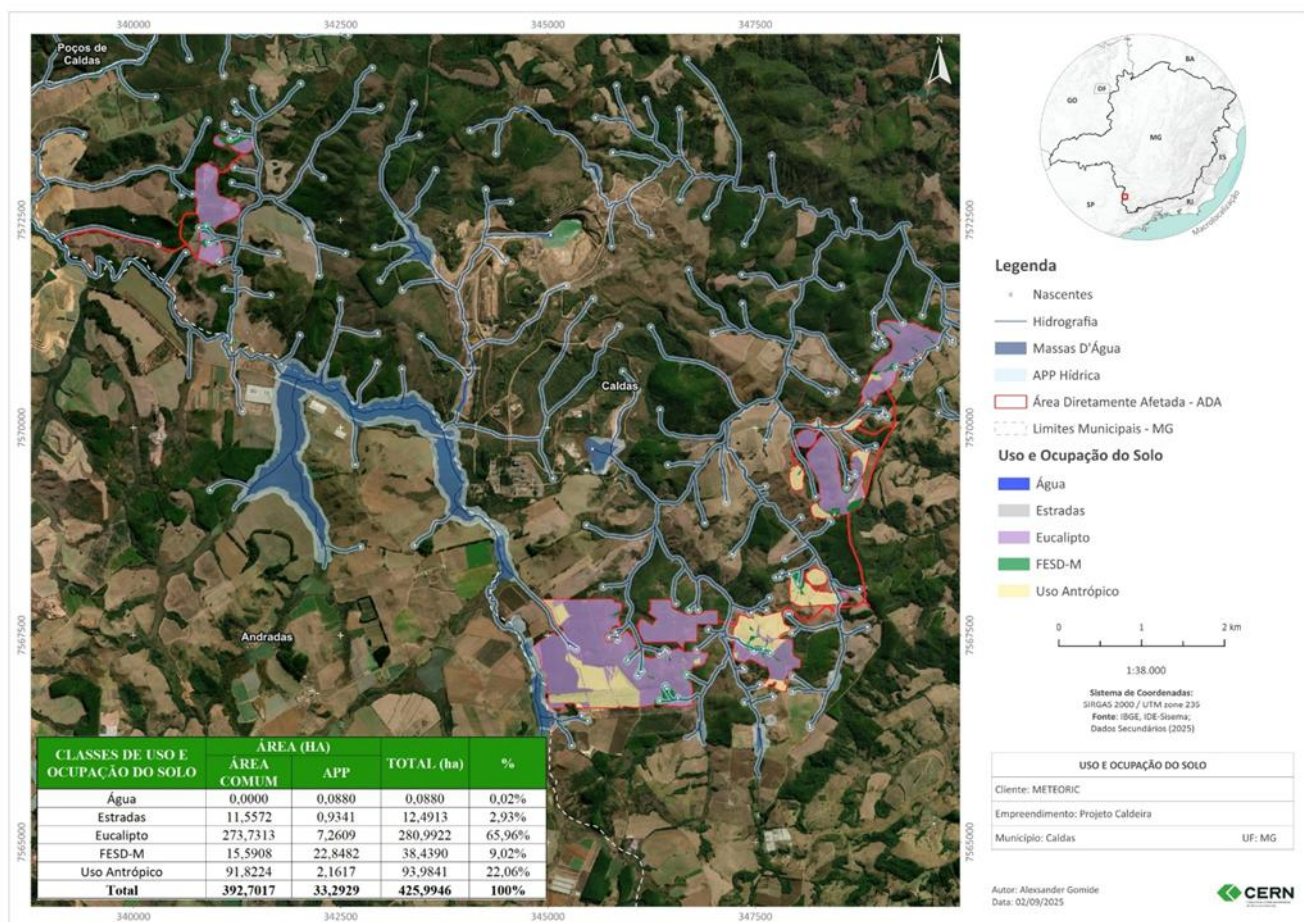 340000 342500 345000 347500
Poços de
Caldas
N
7572500
7572500
Caldas
7570000
7570000
Andradas
7567500
7567500
7565000
7565000
CLASSES DE USO E OCUPAÇÃO DO SOLO ÁREA (HA) TOTAL (ha) %
ÁREA COMUM APP
Água 0,0000 0,0880 0,0880 0,02%
Estradas 11,5572 0,9341 12,4913 2,93%
Eucalipto 273,7313 7,2609 280,9922 65,96%
FESD-M 15,5908 22,8482 38,4390 9,02%
Uso Antrópico 91,8224 2,1617 93,9841 22,06%
Total 392,7017 33,2929 425,9946 100%
340000 342500 345000 347500
BA
GO
DF
MG
ES
SP
RJ
Macrolocalização
Legenda
Nascentes
Hidrografia
Massas D'Água
APP Hídrica
Área Diretamente Afetada - ADA
Limites Municipais - MG
Uso e Ocupação do Solo
Água
Estradas
Eucalipto
FESD-M
Uso Antrópico
0 1 2 km
1:38.000
Sistema de Coordenadas:
SIRGAS 2000 / UTM zone 23S
Fonte: IBGE, IDE-Sisema;
Dados Secundários (2025)
USO E OCUPAÇÃO DO SOLO
Cliente: METEORIC
Empreendimento: Projeto Caldeira
Município: Caldas UF: MG
Autor: Alexsander Gomide
Data: 02/09/2025
CERN